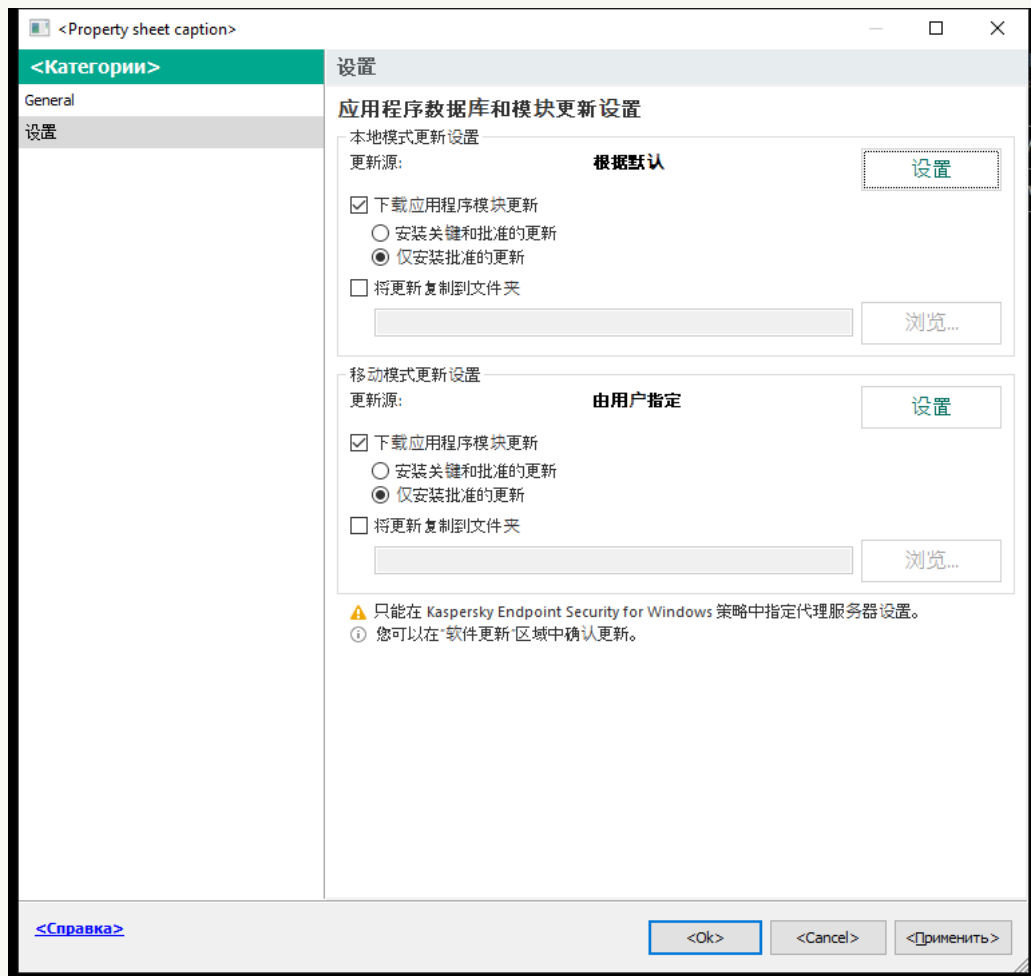 <Property sheet caption>
<Категории>
General
设置
设置
应用程序数据库和模块更新设置
本地模式更新设置
更新源: 根据默认 设置
下载应用程序模块更新
安装关键和批准的更新
仅安装批准的更新
将更新复制到文件夹
浏览...
移动模式更新设置
更新源: 由用户指定 设置
下载应用程序模块更新
安装关键和批准的更新
仅安装批准的更新
将更新复制到文件夹
浏览...
只能在 Kaspersky Endpoint Security for Windows 策略中指定代理服务器设置。
您可以在“软件更新”区域中确认更新。
<Справка>
<Ok> <Cancel> <Применить>